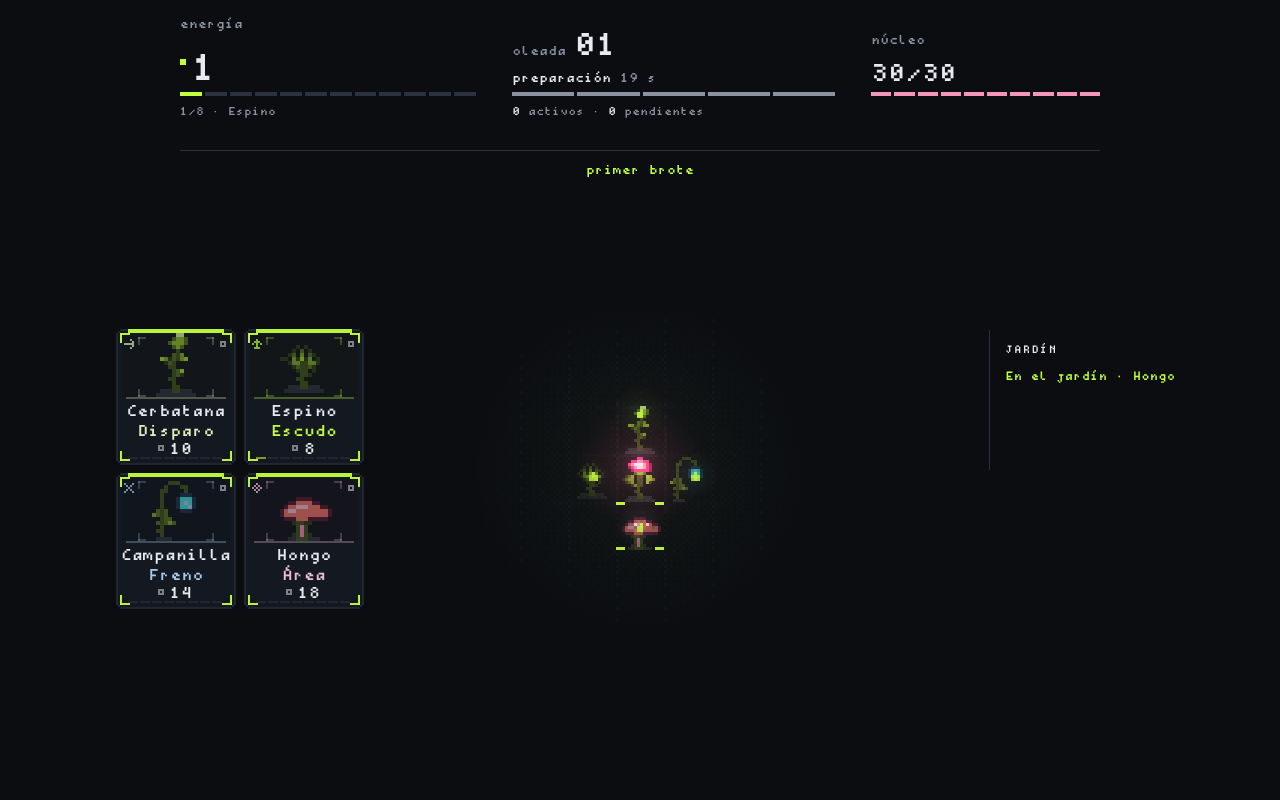 energía
1
1/8 · Espino
oleada 01
preparación 19 s
0 activos · 0 pendientes
núcleo
30/30
primer brote
Cerbatana
Disparo
10
Espino
Escudo
8
Campanilla
Freno
14
Hongo
Área
18
JARDÍN
En el jardín · Hongo